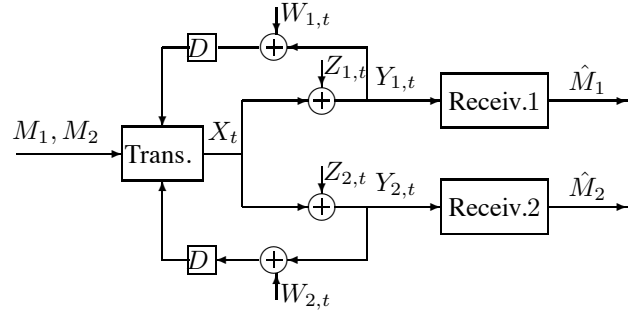 W_{1,t}
D
Z_{1,t} Y_{1,t} Receiv.1 \hat{M}_1
M_1, M_2 Trans. X_t
Z_{2,t} Y_{2,t} Receiv.2 \hat{M}_2
D
W_{2,t}